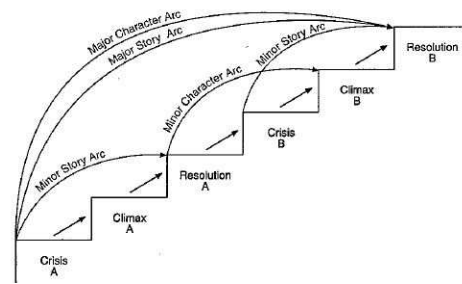 Major Character Arc
Major Story Arc
Minor Story Arc
Resolution
B
Minor Character Arc
Climax
B
Crisis
B
Minor Story Arc
Resolution
A
Climax
A
Crisis
A